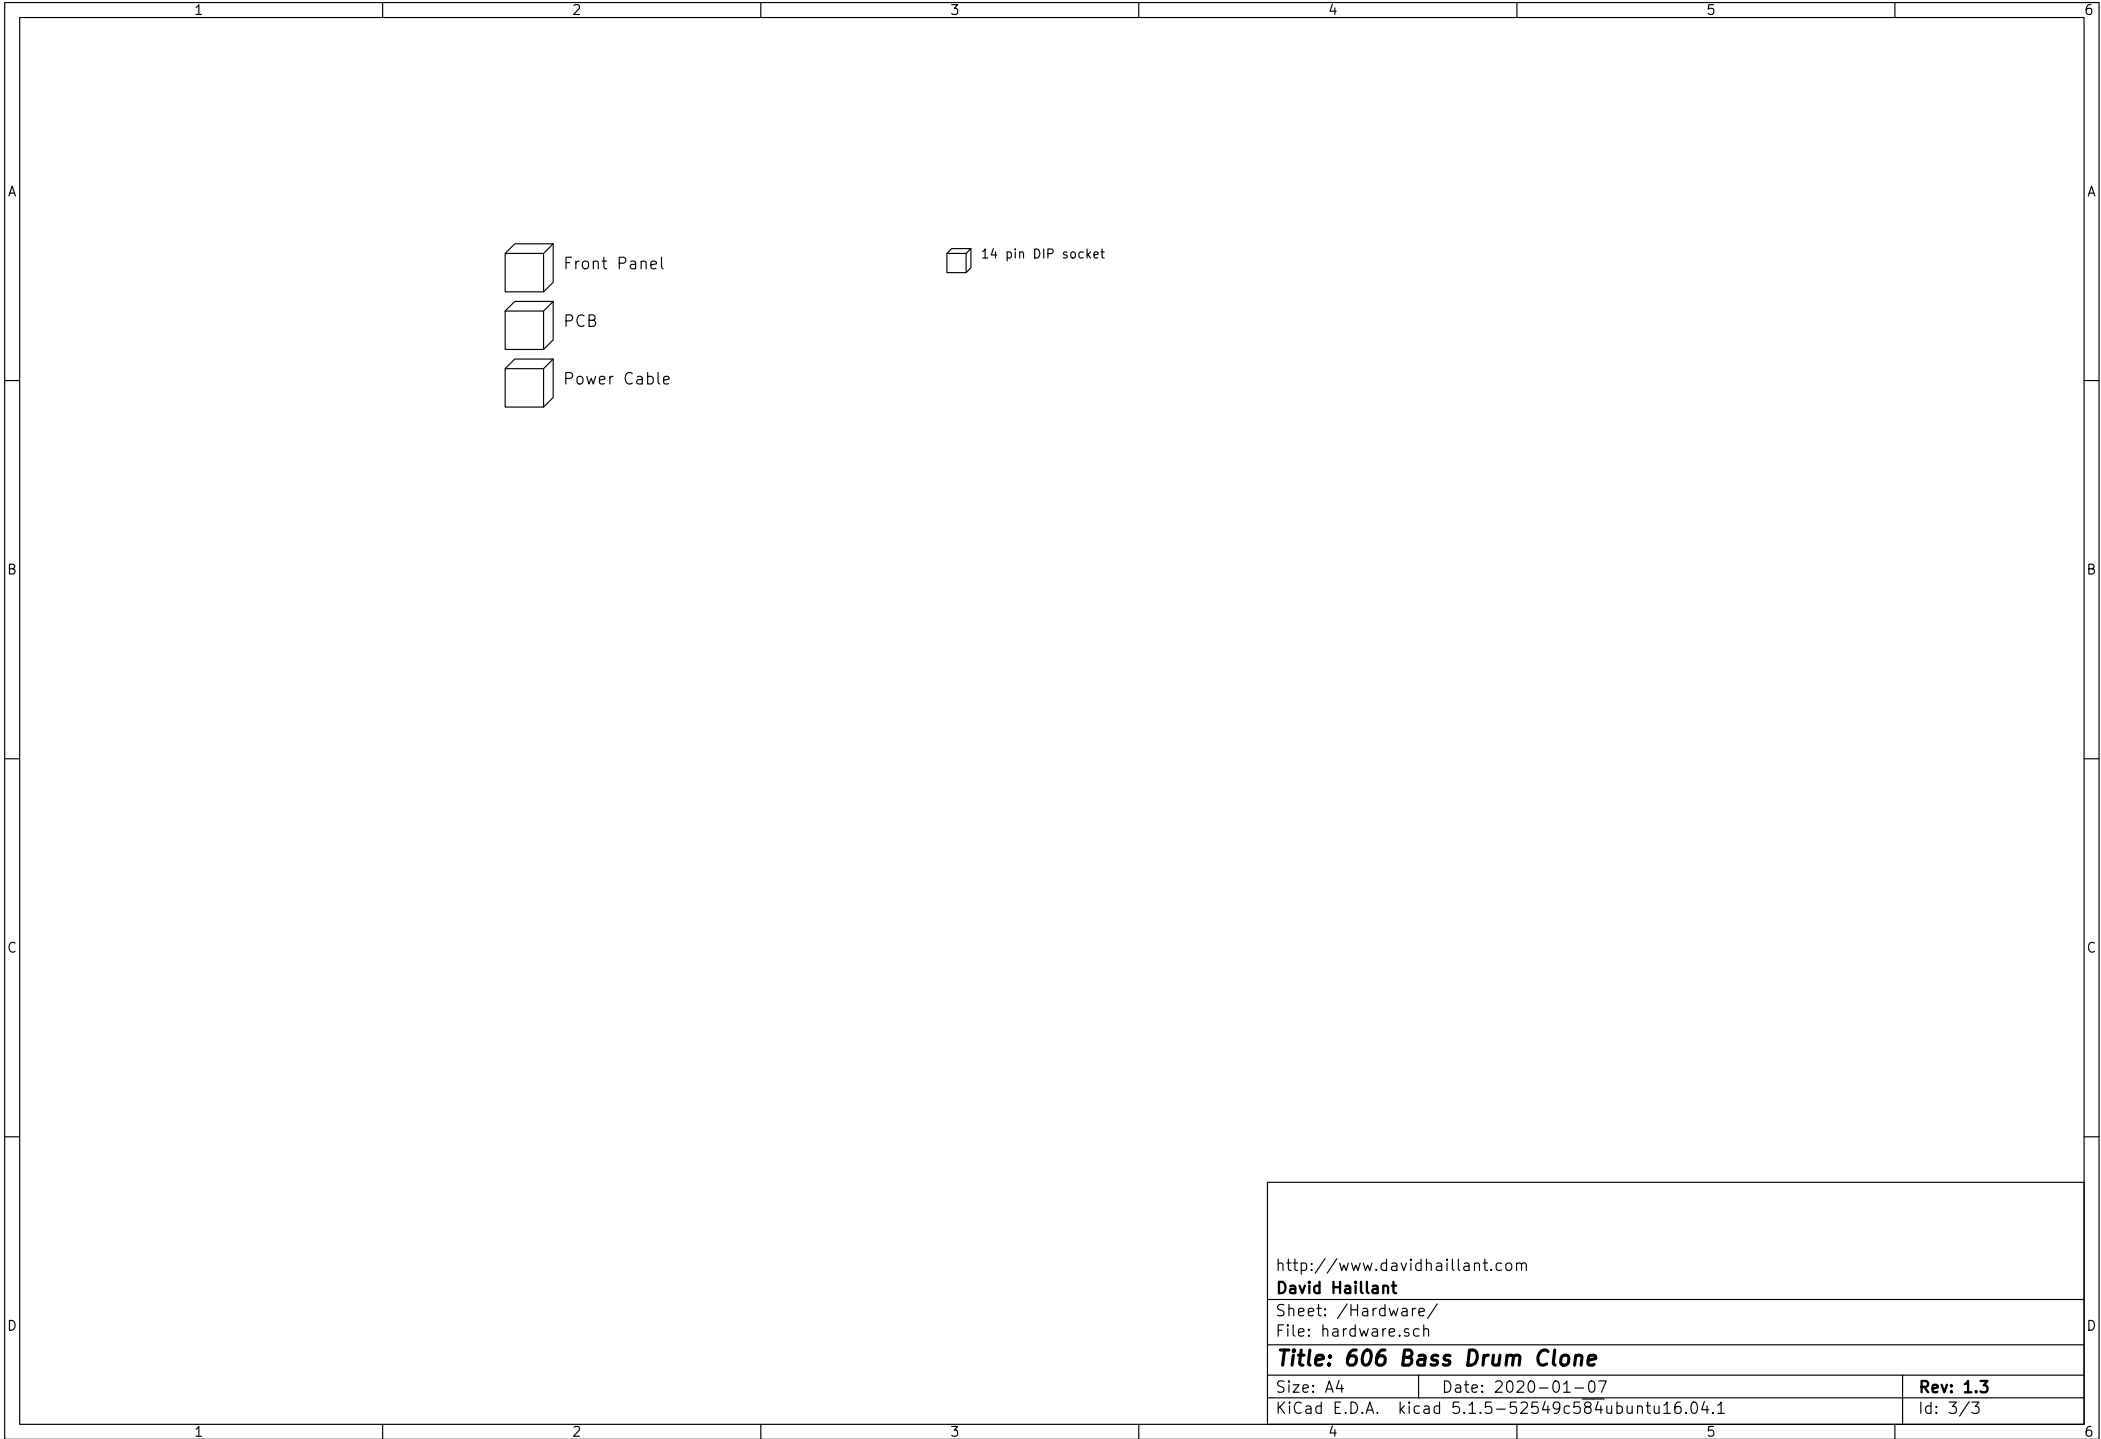 1 2 3 4 5 6
A A
Front Panel
14 pin DIP socket
PCB
Power Cable
B B
C C
http://www.davidhaillant.com
David Haillant
Sheet: /Hardware/
File: hardware.sch
D D
Title: 606 Bass Drum Clone
Size: A4 Date: 2020-01-07 Rev: 1.3
KiCad E.D.A. kicad 5.1.5-52549c584ubuntu16.04.1 Id: 3/3
1 2 3 4 5 6